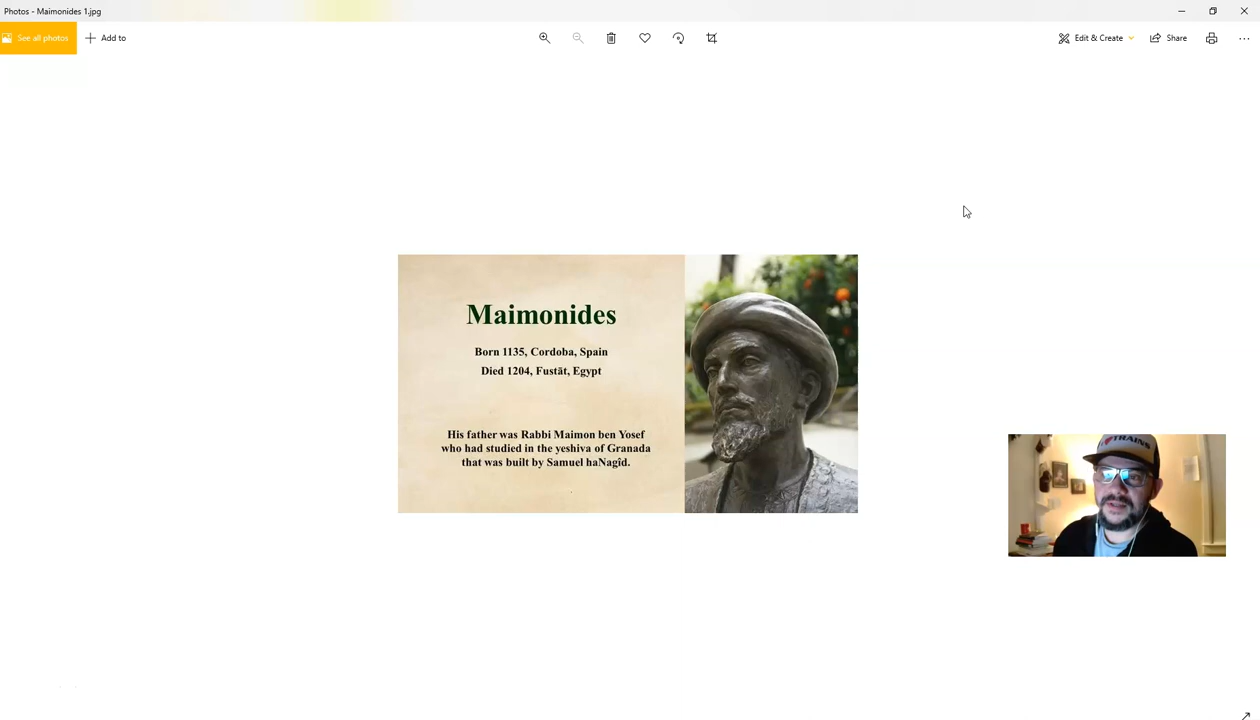 Photos - Maimonides 1.jpg
See all photos
Add to
Edit & Create
Share
Maimonides
Born 1135, Cordoba, Spain
Died 1204, Fustāt, Egypt
His father was Rabbi Maimon ben Yosef
who had studied in the yeshiva of Granada
that was built by Samuel haNagîd.
TRAINS